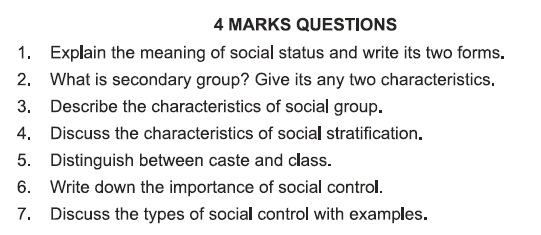 4 MARKS QUESTIONS
1. Explain the meaning of social status and write its two forms.
2. What is secondary group? Give its any two characteristics.
3. Describe the characteristics of social group.
4. Discuss the characteristics of social stratification.
5. Distinguish between caste and class.
6. Write down the importance of social control.
7. Discuss the types of social control with examples.